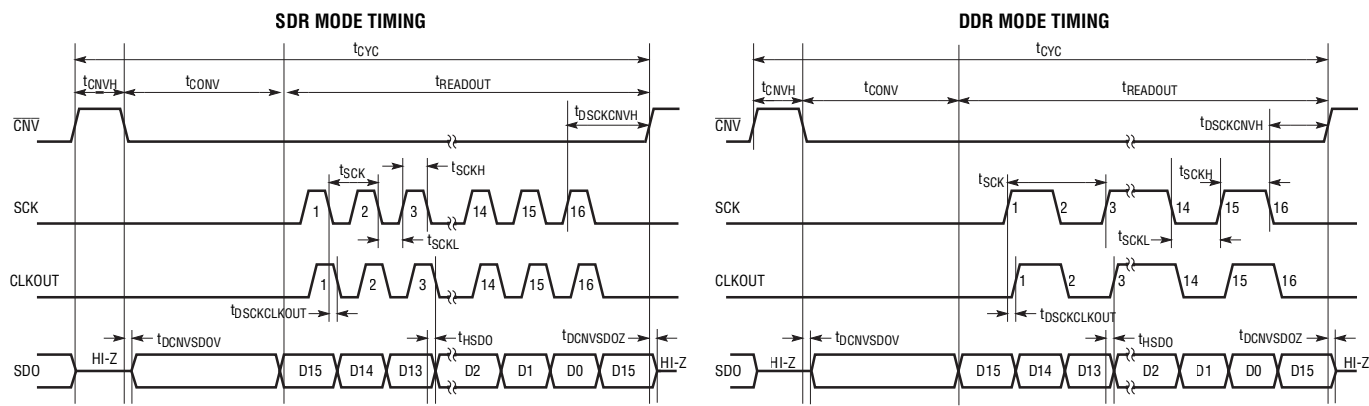 SDR MODE TIMING
tCYC
tCNVH
tCONV
tREADOUT
CNV
tDSCKCNVH
tSCK
tSCKH
SCK
1 2 3 14 15 16
tSCKL
CLKOUT
1 2 3 14 15 16
tDSCKCLKOUT
tDCNVSDOV
tHSDO
tDCNVSDOZ
SDO
HI-Z
D15 D14 D13 D2 D1 D0 D15
HI-Z
DDR MODE TIMING
tCYC
tCNVH
tCONV
tREADOUT
CNV
tDSCKCNVH
tSCK
tSCKH
SCK
1 2 3 14 15 16
tSCKL
CLKOUT
1 2 3 14 15 16
tDSCKCLKOUT
tDCNVSDOV
tHSDO
tDCNVSDOZ
SDO
HI-Z
D15 D14 D13 D2 D1 D0 D15
HI-Z